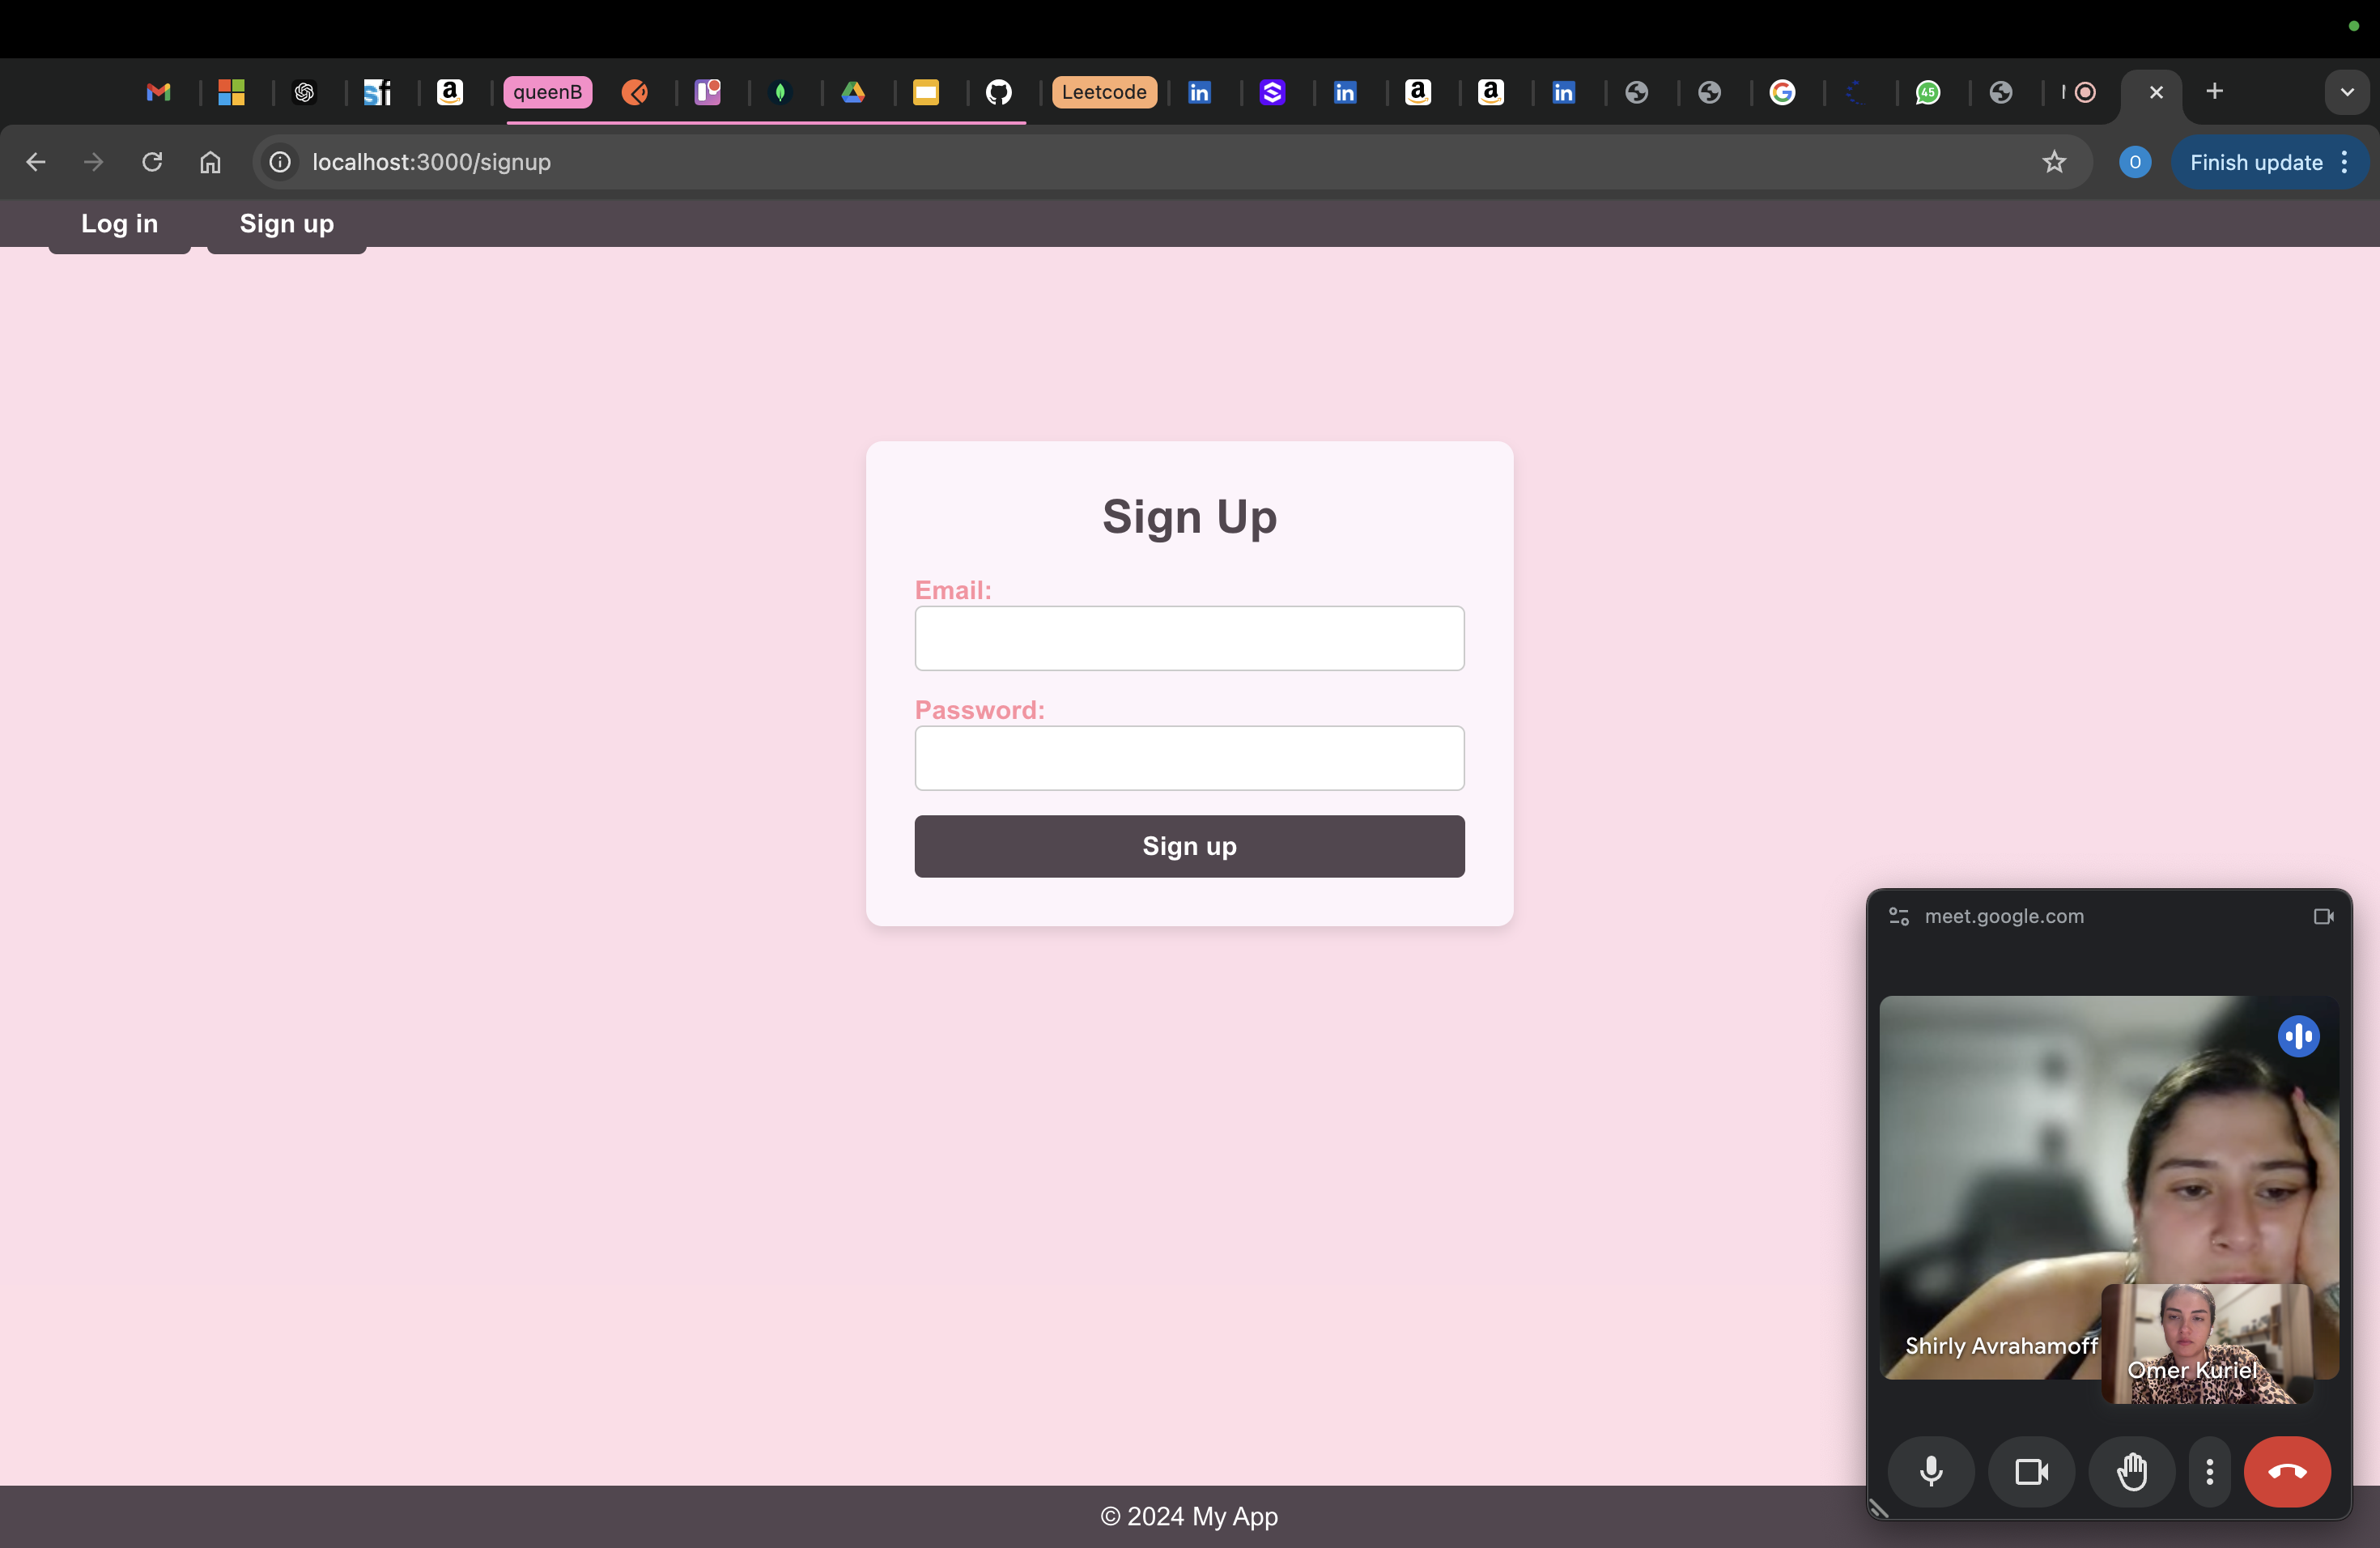 queenB
Leetcode
45
localhost:3000/signup
O
Finish update
Log in
Sign up
Sign Up
Email:
Password:
Sign up
meet.google.com
Shirly Avrahamoff
Omer Kuriel
© 2024 My App